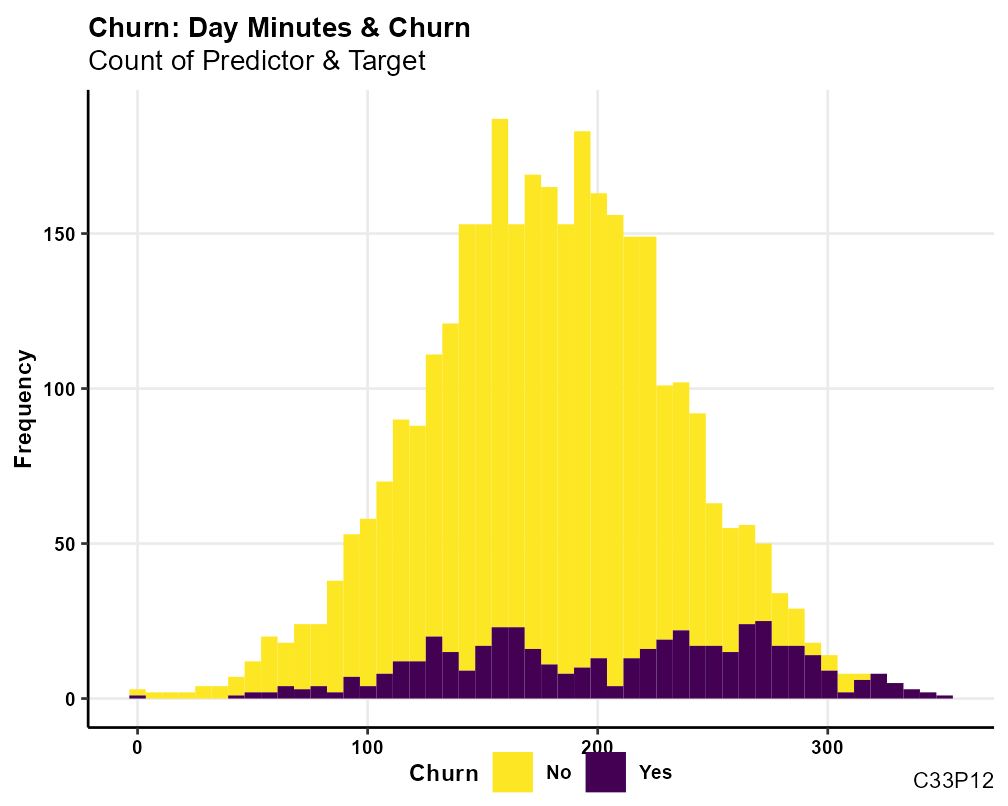 Churn: Day Minutes & Churn
Count of Predictor & Target
Frequency
150
100
50
0
0 100 200 300
Churn No Yes
C33P12